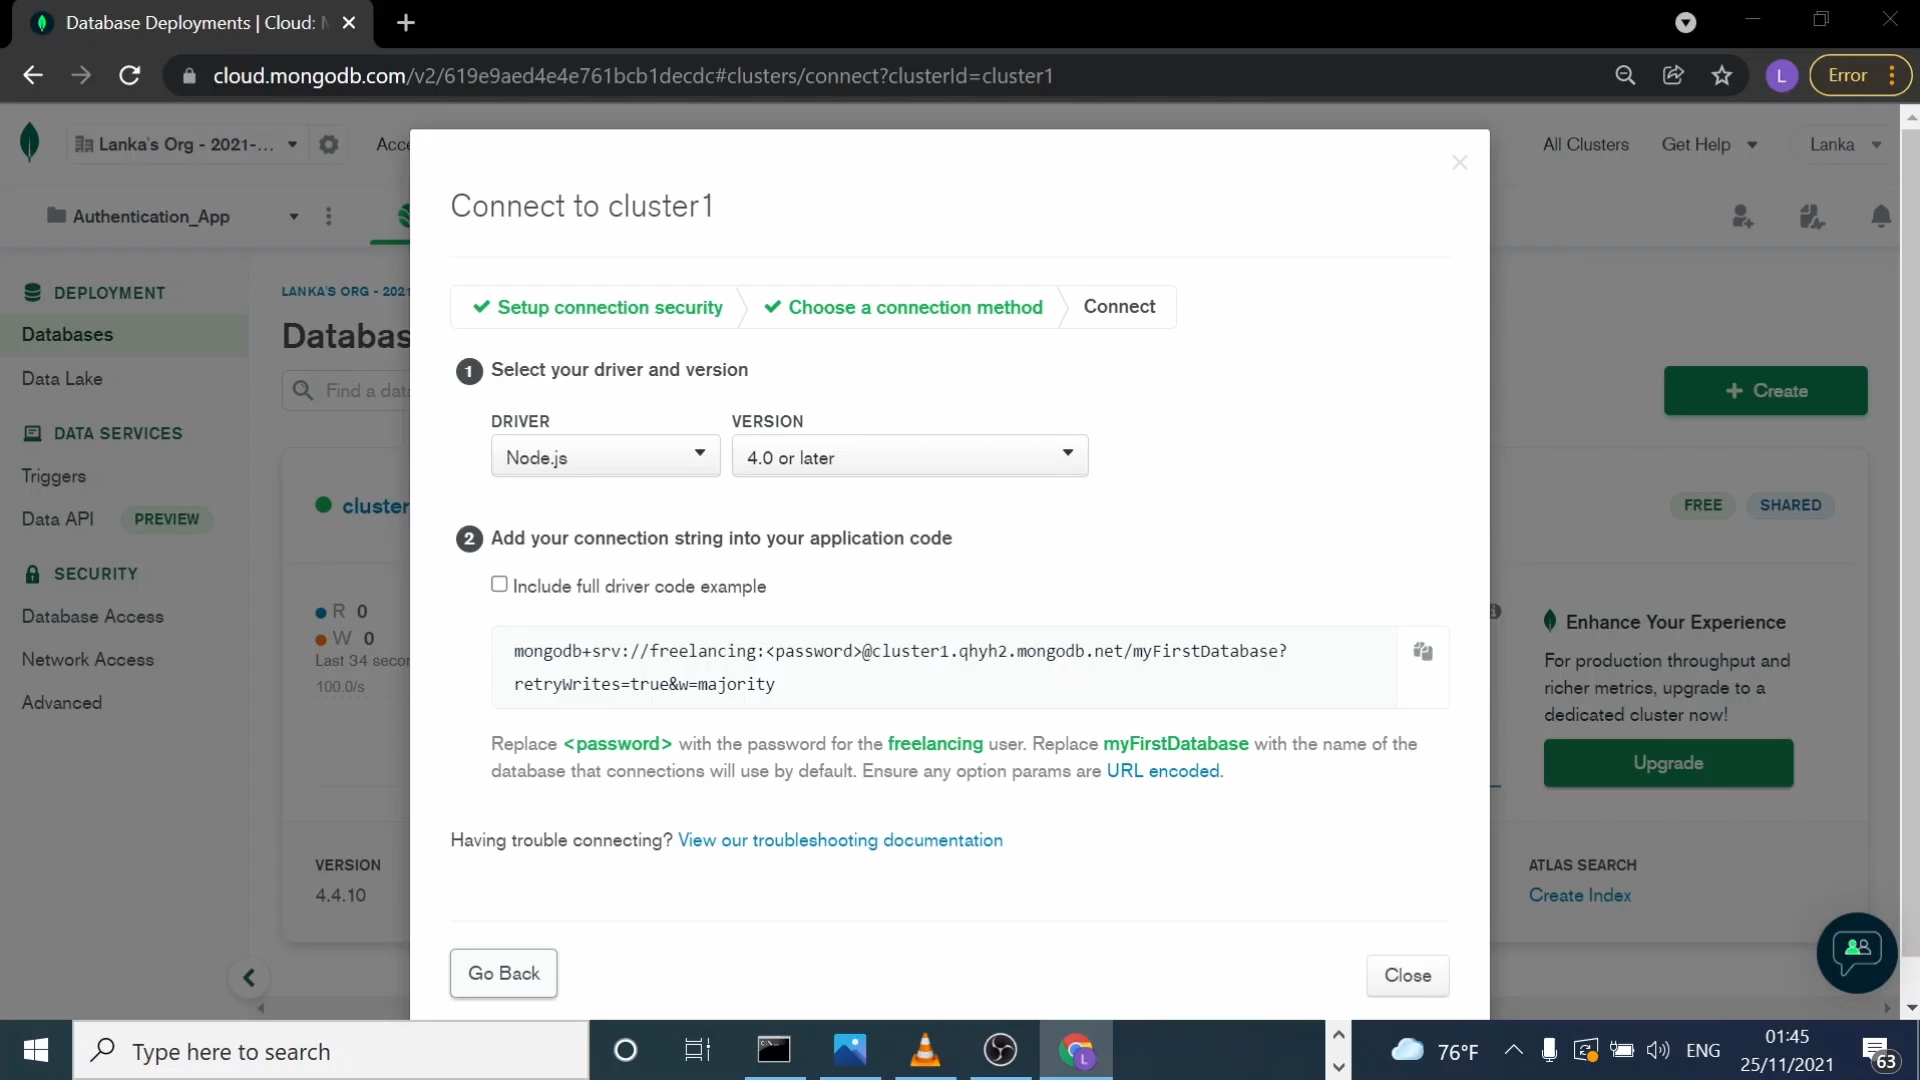 Database Deployments | Cloud:
cloud.mongodb.com/v2/619e9aed4e4e761bcb1decdc#clusters/connect?clusterId=cluster1
L
Error
Lanka's Org - 2021-...
Acce
All Clusters
Get Help
Lanka
Authentication_App
DEPLOYMENT
Databases
Data Lake
DATA SERVICES
Triggers
Data API
PREVIEW
SECURITY
Database Access
Network Access
Advanced
LANKA'S ORG - 2021
Databas
Find a data
+ Create
cluster
R 0
W 0
Last 34 secon
100.0/s
VERSION
4.4.10
Connect to cluster1
Setup connection security
Choose a connection method
Connect
1 Select your driver and version
DRIVER
VERSION
Node.js
4.0 or later
2 Add your connection string into your application code
Include full driver code example
mongodb+srv://freelancing:<password>@cluster1.qhyh2.mongodb.net/myFirstDatabase?
retryWrites=true&w=majority
Replace <password> with the password for the freelancing user. Replace myFirstDatabase with the name of the
database that connections will use by default. Ensure any option params are URL encoded.
Having trouble connecting? View our troubleshooting documentation
Go Back
Close
FREE
SHARED
Enhance Your Experience
For production throughput and
richer metrics, upgrade to a
dedicated cluster now!
Upgrade
ATLAS SEARCH
Create Index
Type here to search
L
76°F
ENG
01:45
25/11/2021
63